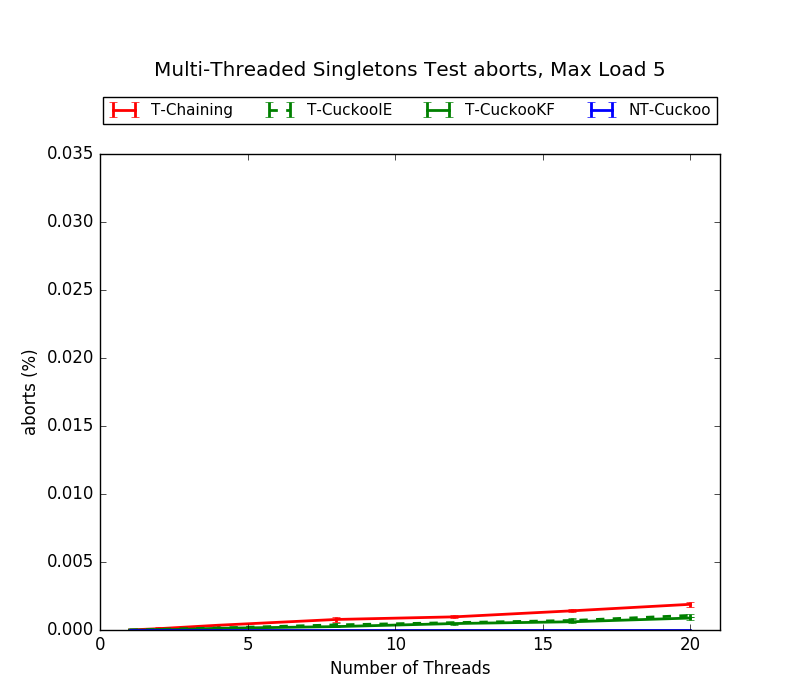 Multi-Threaded Singletons Test aborts, Max Load 5
T-Chaining T-CuckooIE T-CuckooKF NT-Cuckoo
0.035
0.030
0.025
0.020
0.015
0.010
0.005
0.000
aborts (%)
0 5 10 15 20
Number of Threads